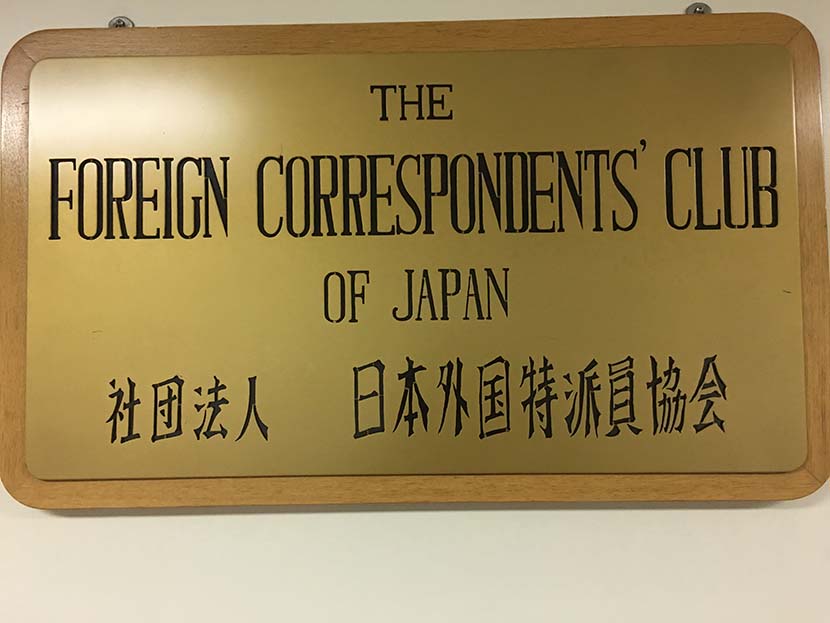 THE
FOREIGN CORRESPONDENTS' CLUB
OF JAPAN
社団法人 日本外国特派員協会